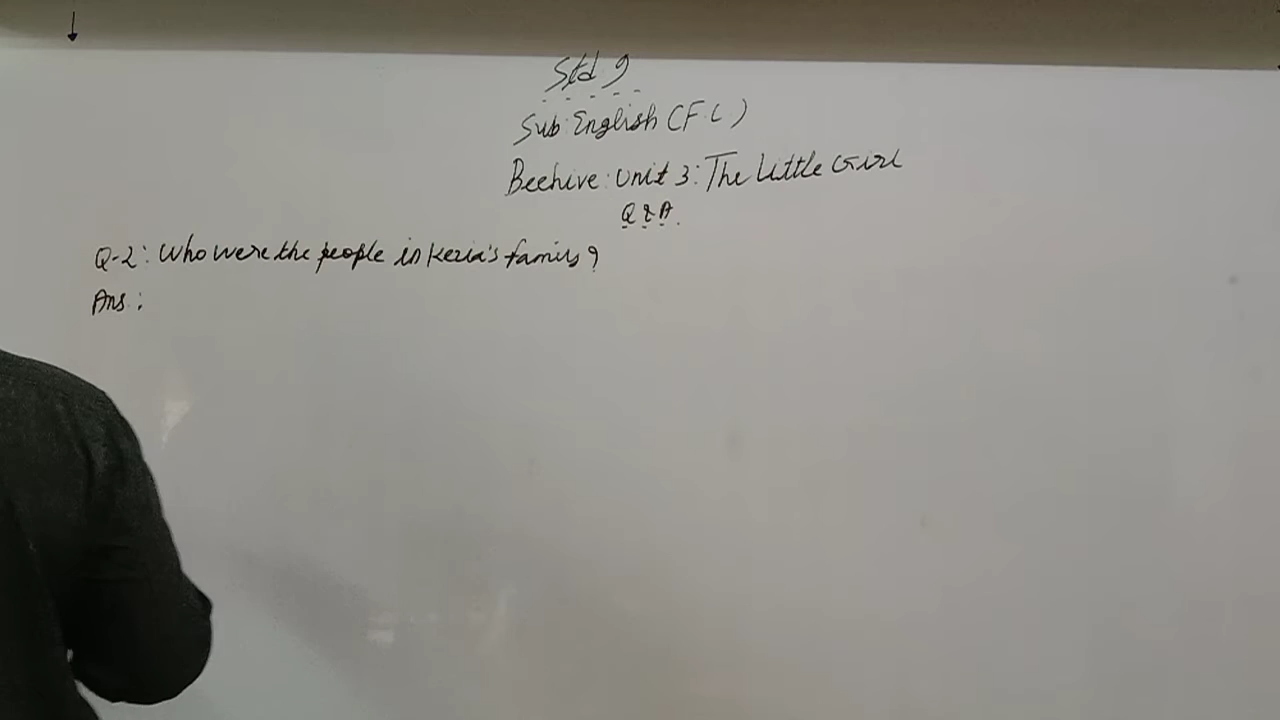 Std 9
Sub: English (F L)
Beehive: Unit 3: The Little Girl
Q & A.
Q-2: Who were the people in Kezia's family?
Ans: